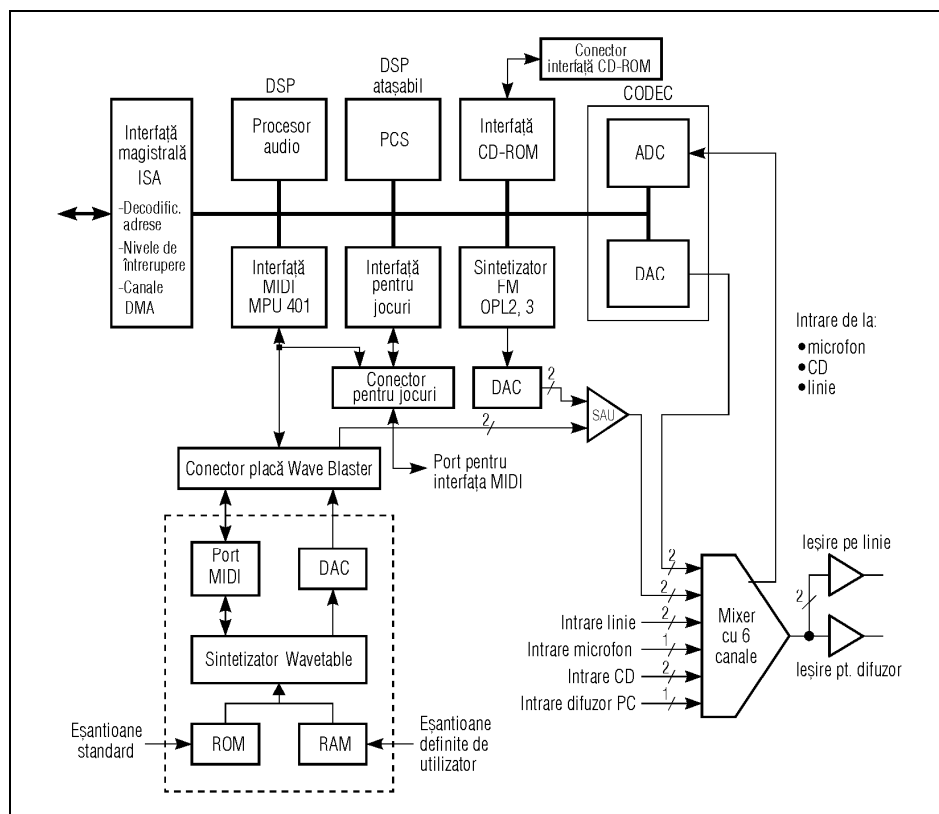 Conector
interfață CD-ROM
DSP
DSP
atașabil
CODEC
Interfață
magistrală
ISA
-Decodific.
adrese
-Nivele de
întrerupere
-Canale
DMA
Procesor
audio
PCS
Interfață
CD-ROM
ADC
Interfață
MIDI
MPU 401
Interfață
pentru
jocuri
Sintetizator
FM
OPL2, 3
DAC
Intrare de la:
•microfon
•CD
•linie
Conector
pentru jocuri
DAC
2
SAU
2
Conector placă Wave Blaster
Port pentru
interfața MIDI
Port
MIDI
DAC
Sintetizator Wavetable
ROM
RAM
Eșantioane
standard
Eșantioane
definite de
utilizator
2
2
Intrare linie
2
Intrare microfon
1
Intrare CD
2
Intrare difuzor PC
1
Mixer
cu 6
canale
Ieșire pe linie
2
Ieșire pt. difuzor